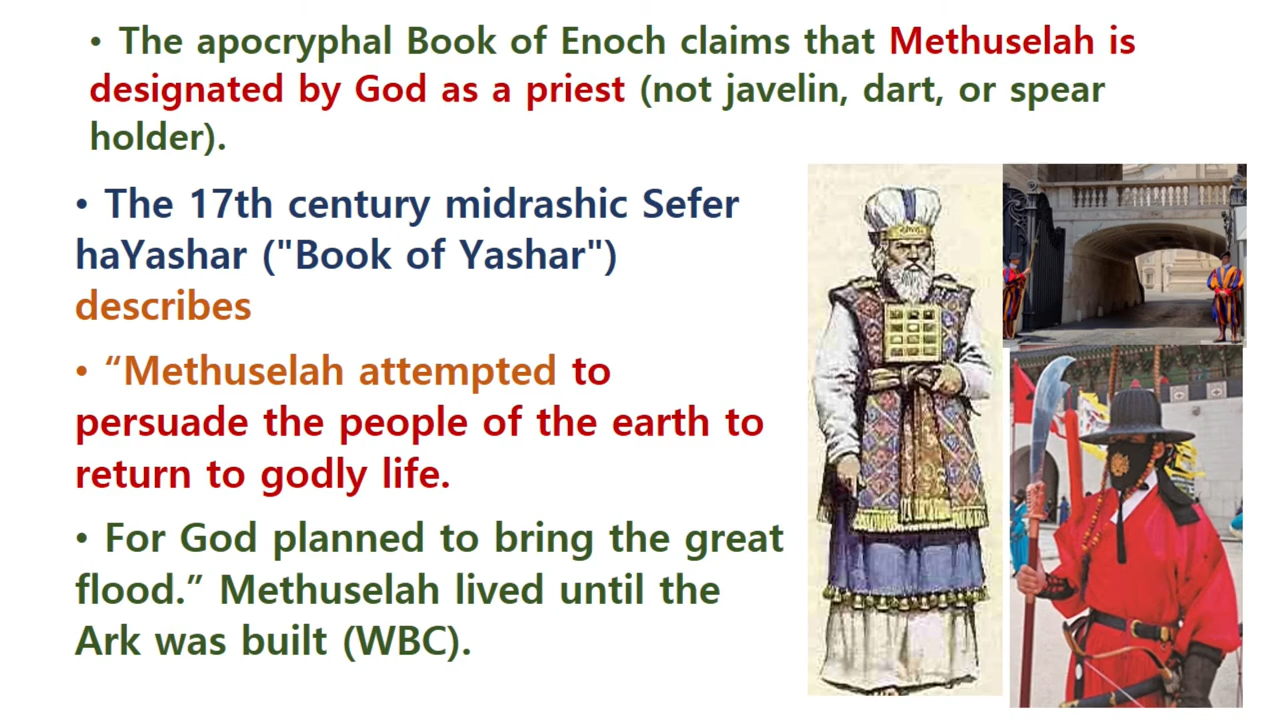 • The apocryphal Book of Enoch claims that Methuselah is
designated by God as a priest (not javelin, dart, or spear
holder).
• The 17th century midrashic Sefer
haYashar ("Book of Yashar")
describes
• “Methuselah attempted to
persuade the people of the earth to
return to godly life.
• For God planned to bring the great
flood.” Methuselah lived until the
Ark was built (WBC).